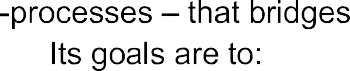 -processes – that bridges
Its goals are to: